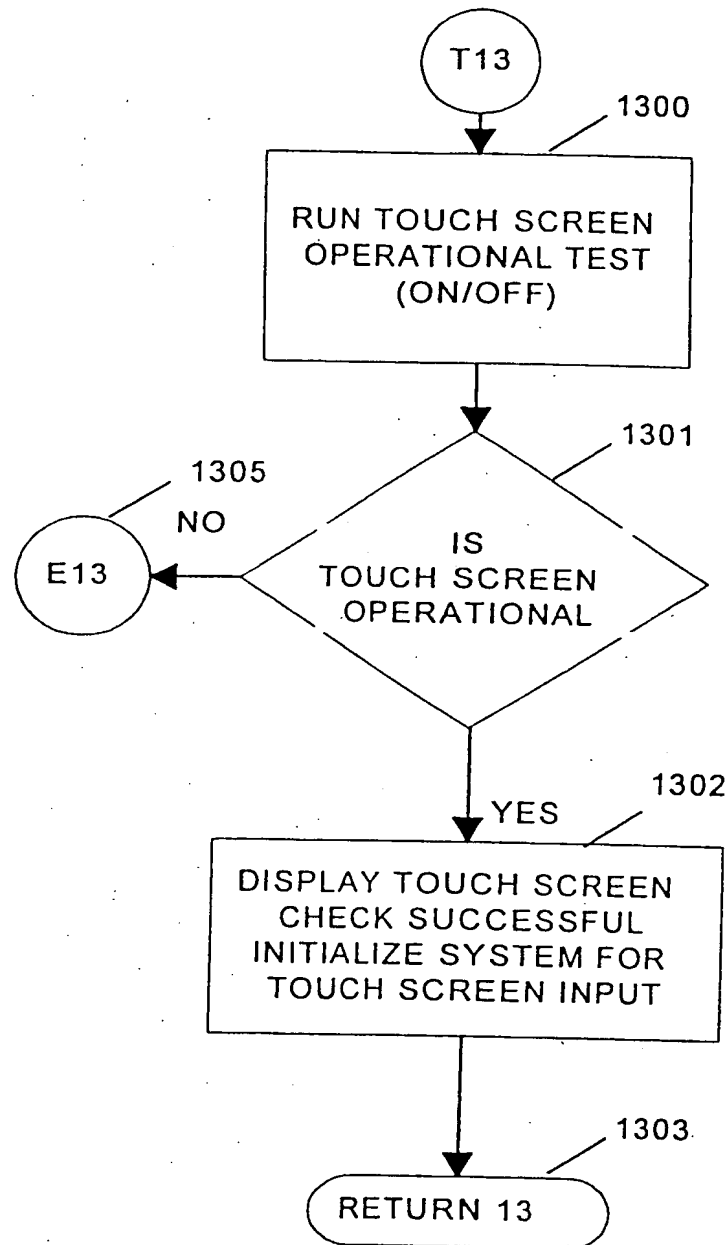 T13
1300
RUN TOUCH SCREEN
OPERATIONAL TEST
(ON/OFF)
1301
1305
NO
E13
IS
TOUCH SCREEN
OPERATIONAL
1302
YES
DISPLAY TOUCH SCREEN
CHECK SUCCESSFUL
INITIALIZE SYSTEM FOR
TOUCH SCREEN INPUT
1303
RETURN 13